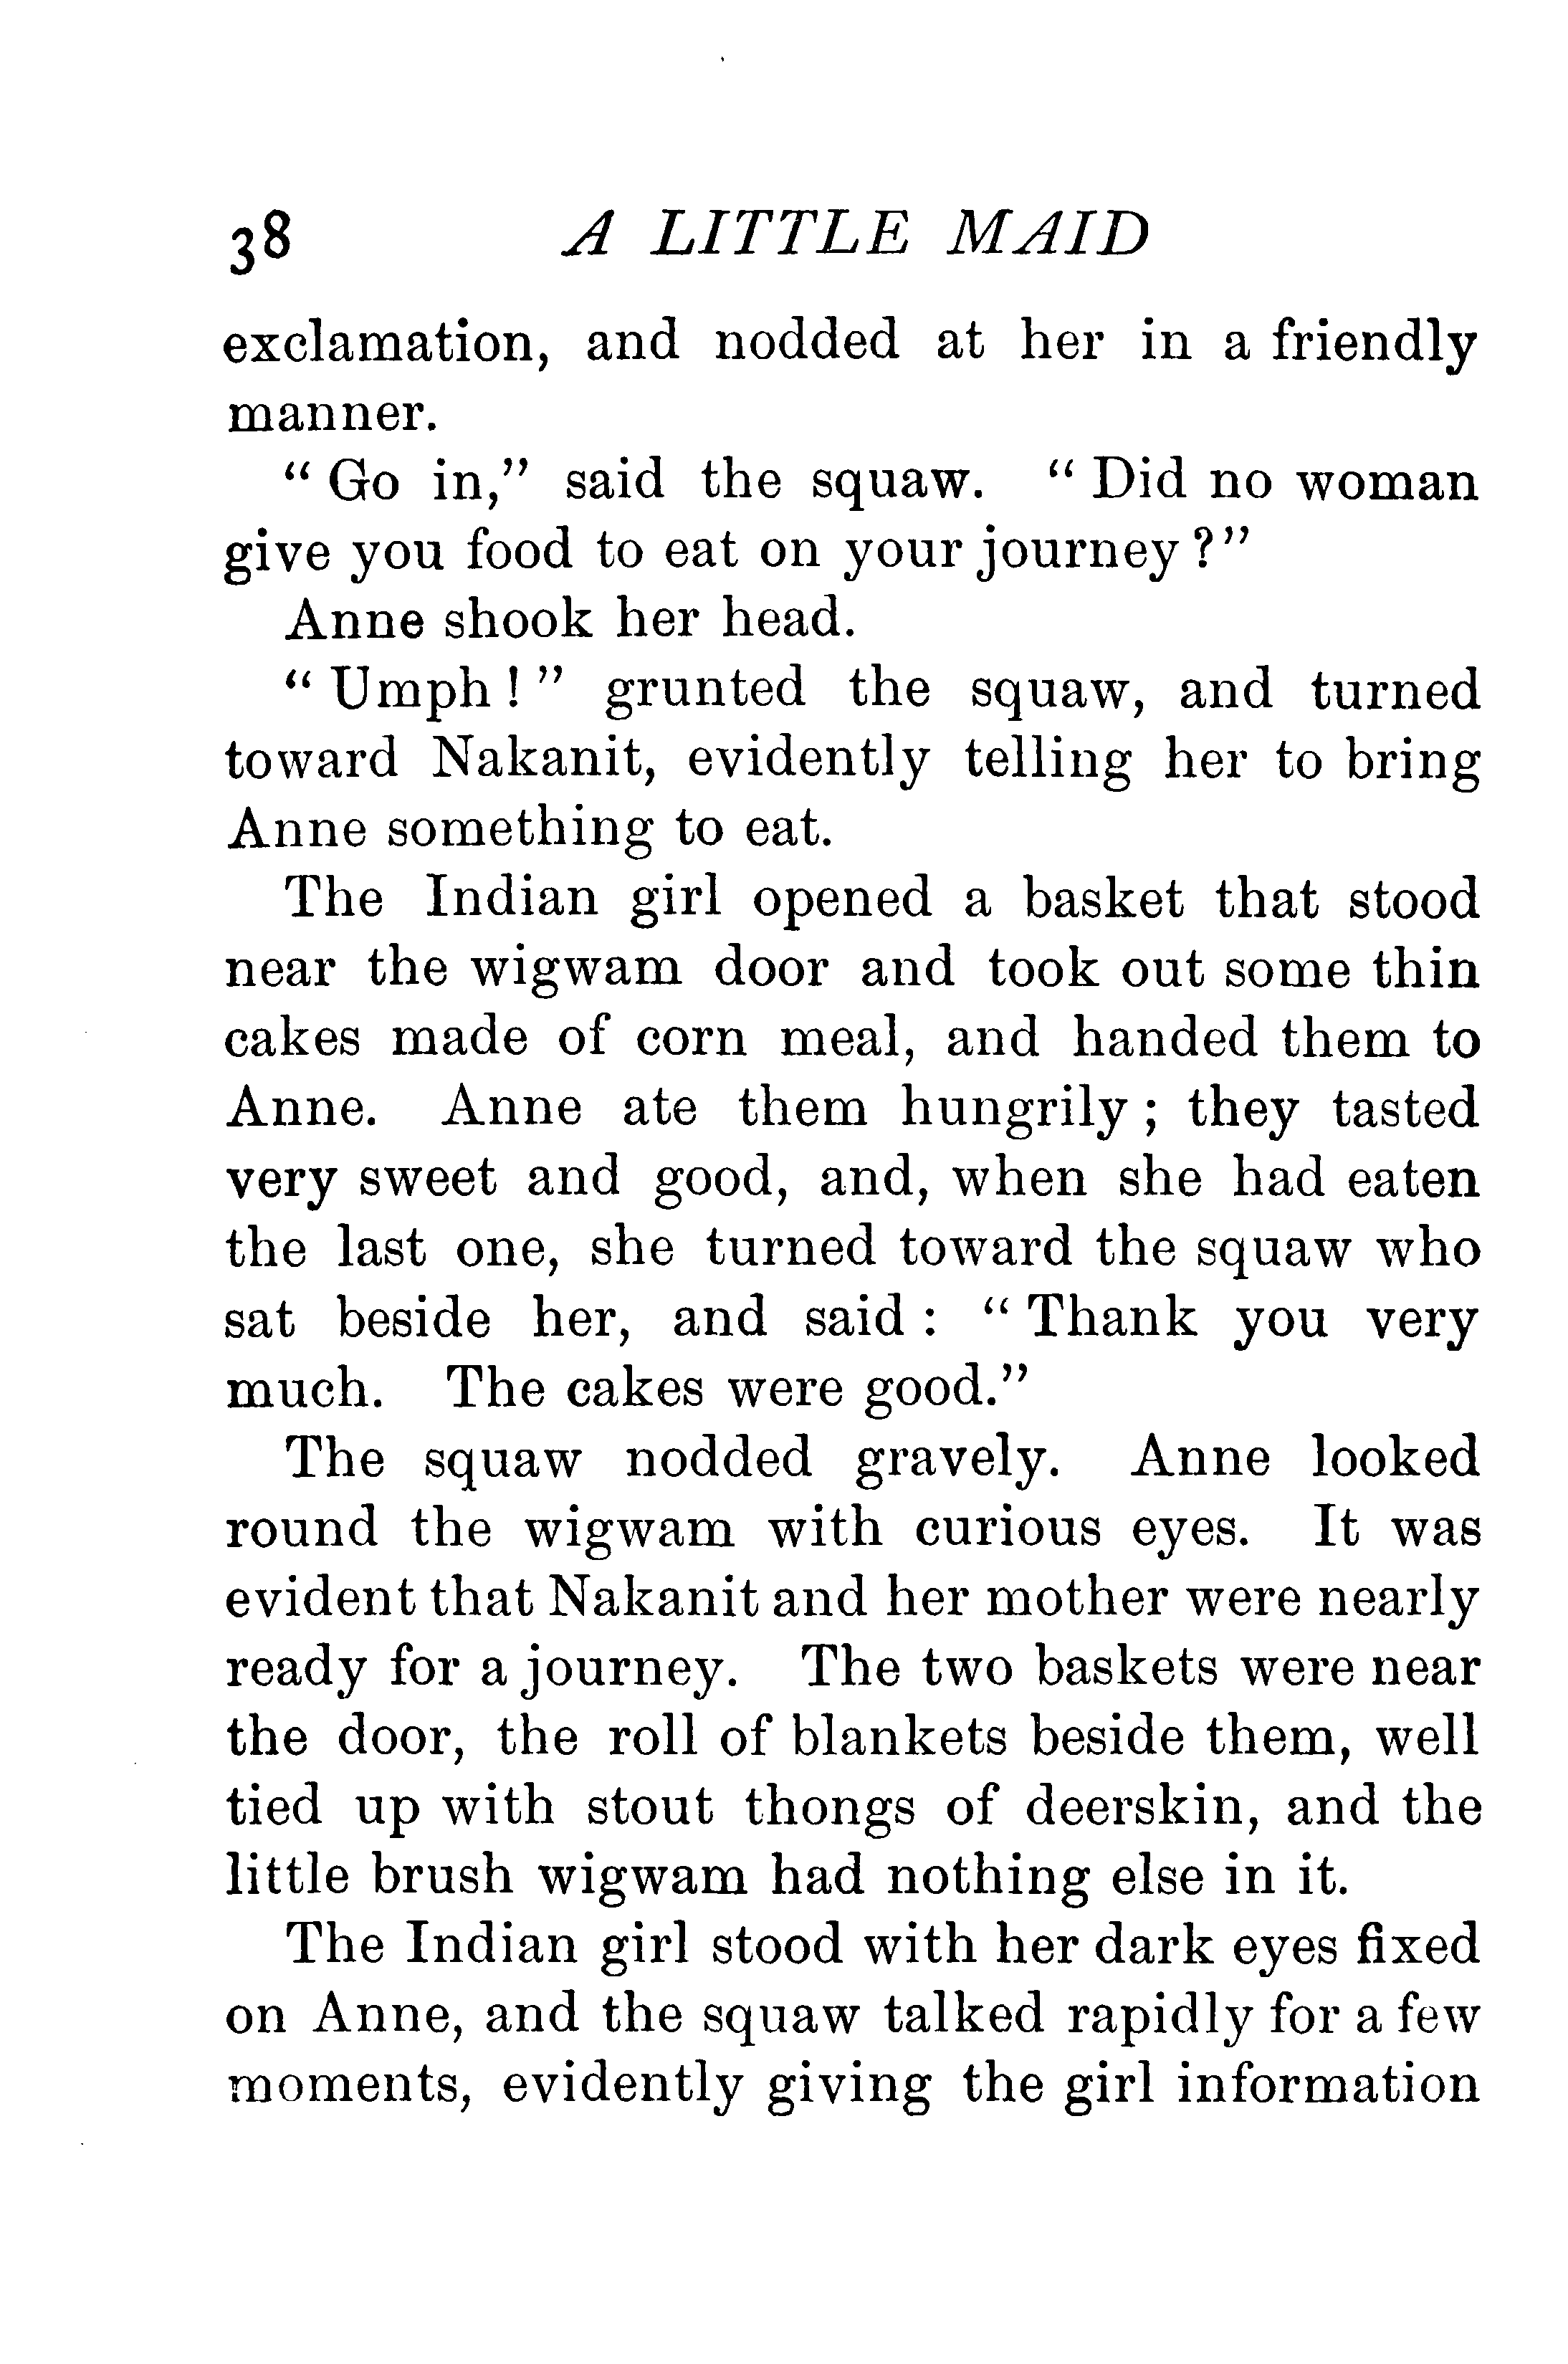 38 A LITTLE MAID
exclamation, and nodded at her in a friendly
manner.
“ Go in,” said the squaw. “ Did no woman
give you food to eat on your journey ?”
Anne shook her head.
“ Umph ! ” grunted the squaw, and turned
toward Nakanit, evidently telling her to bring
Anne something to eat.
The Indian girl opened a basket that stood
near the wigwam door and took out some thin
cakes made of corn meal, and handed them to
Anne. Anne ate them hungrily ; they tasted
very sweet and good, and, when she had eaten
the last one, she turned toward the squaw who
sat beside her, and said : “ Thank you very
much. The cakes were good.”
The squaw nodded gravely. Anne looked
round the wigwam with curious eyes. It was
evident that Nakanit and her mother were nearly
ready for a journey. The two baskets were near
the door, the roll of blankets beside them, well
tied up with stout thongs of deerskin, and the
little brush wigwam had nothing else in it.
The Indian girl stood with her dark eyes fixed
on Anne, and the squaw talked rapidly for a few
moments, evidently giving the girl information